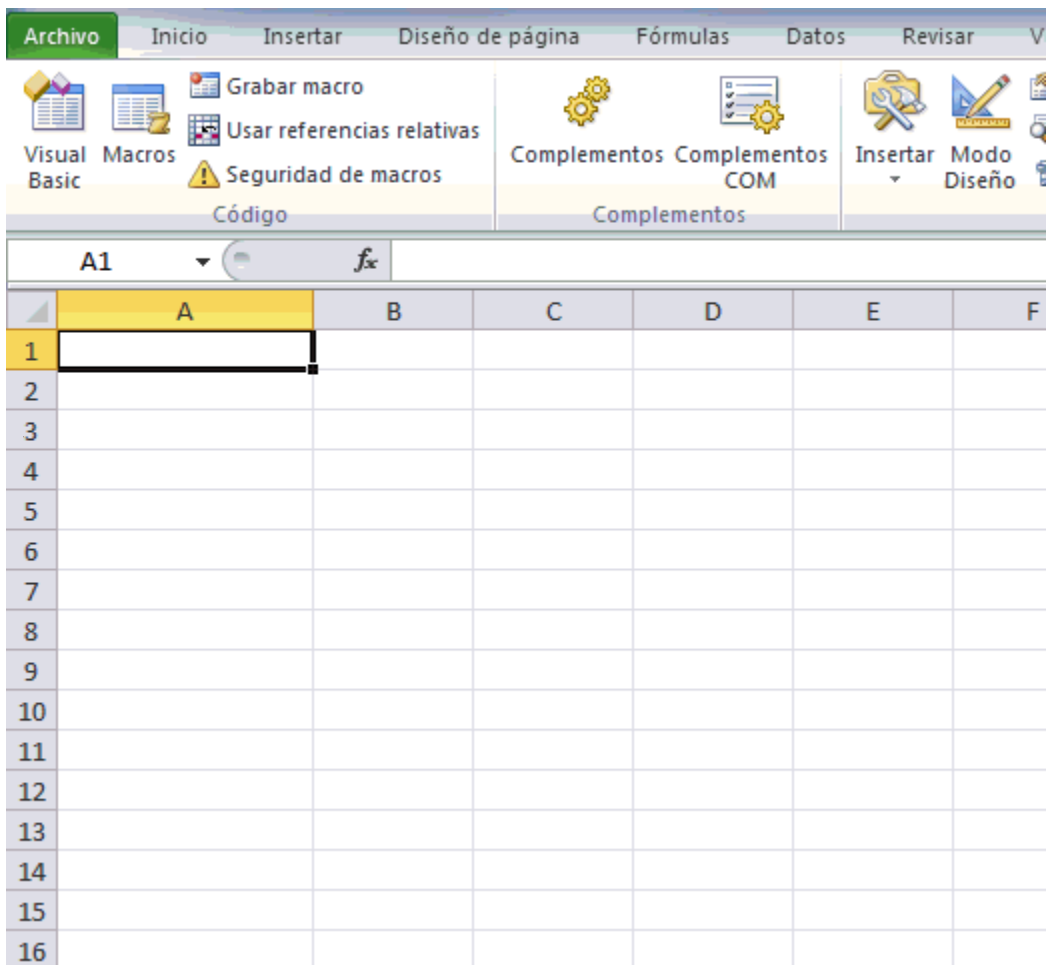 Archivo Inicio Insertar Diseño de página Fórmulas Datos Revisar V
Grabar macro
Usar referencias relativas
Seguridad de macros
Visual Basic
Macros
Código
Complementos
Complementos COM
Complementos
Insertar
Modo Diseño
A1 fx
A B C D E F
1
2
3
4
5
6
7
8
9
10
11
12
13
14
15
16